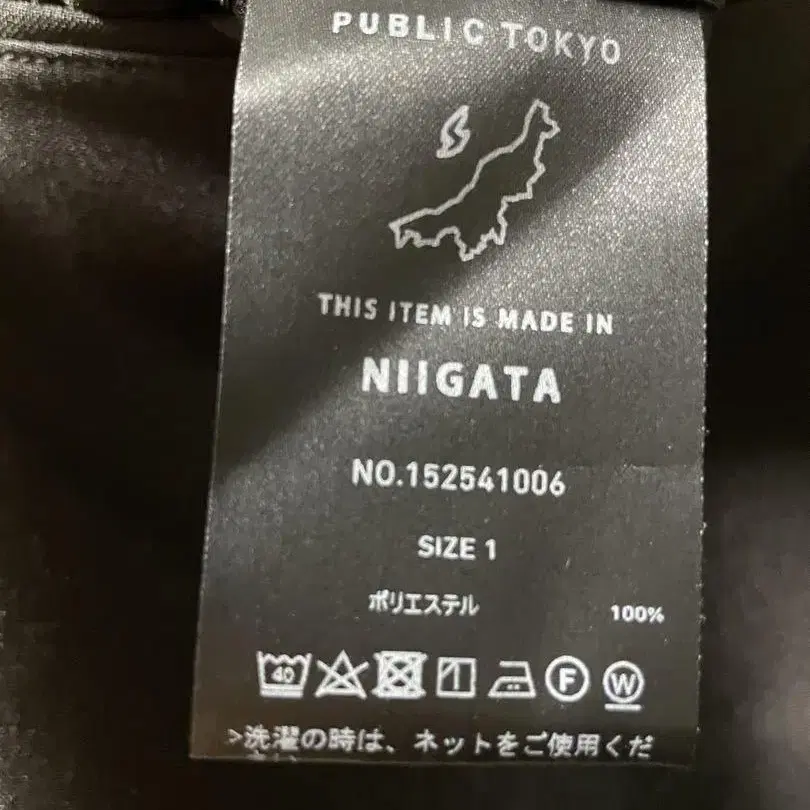 PUBLIC TOKYO
THIS ITEM IS MADE IN
NIIGATA
NO.152541006
SIZE 1
ポリエステル 100%
40 F W
>洗濯の時は、ネットをご使用くだ